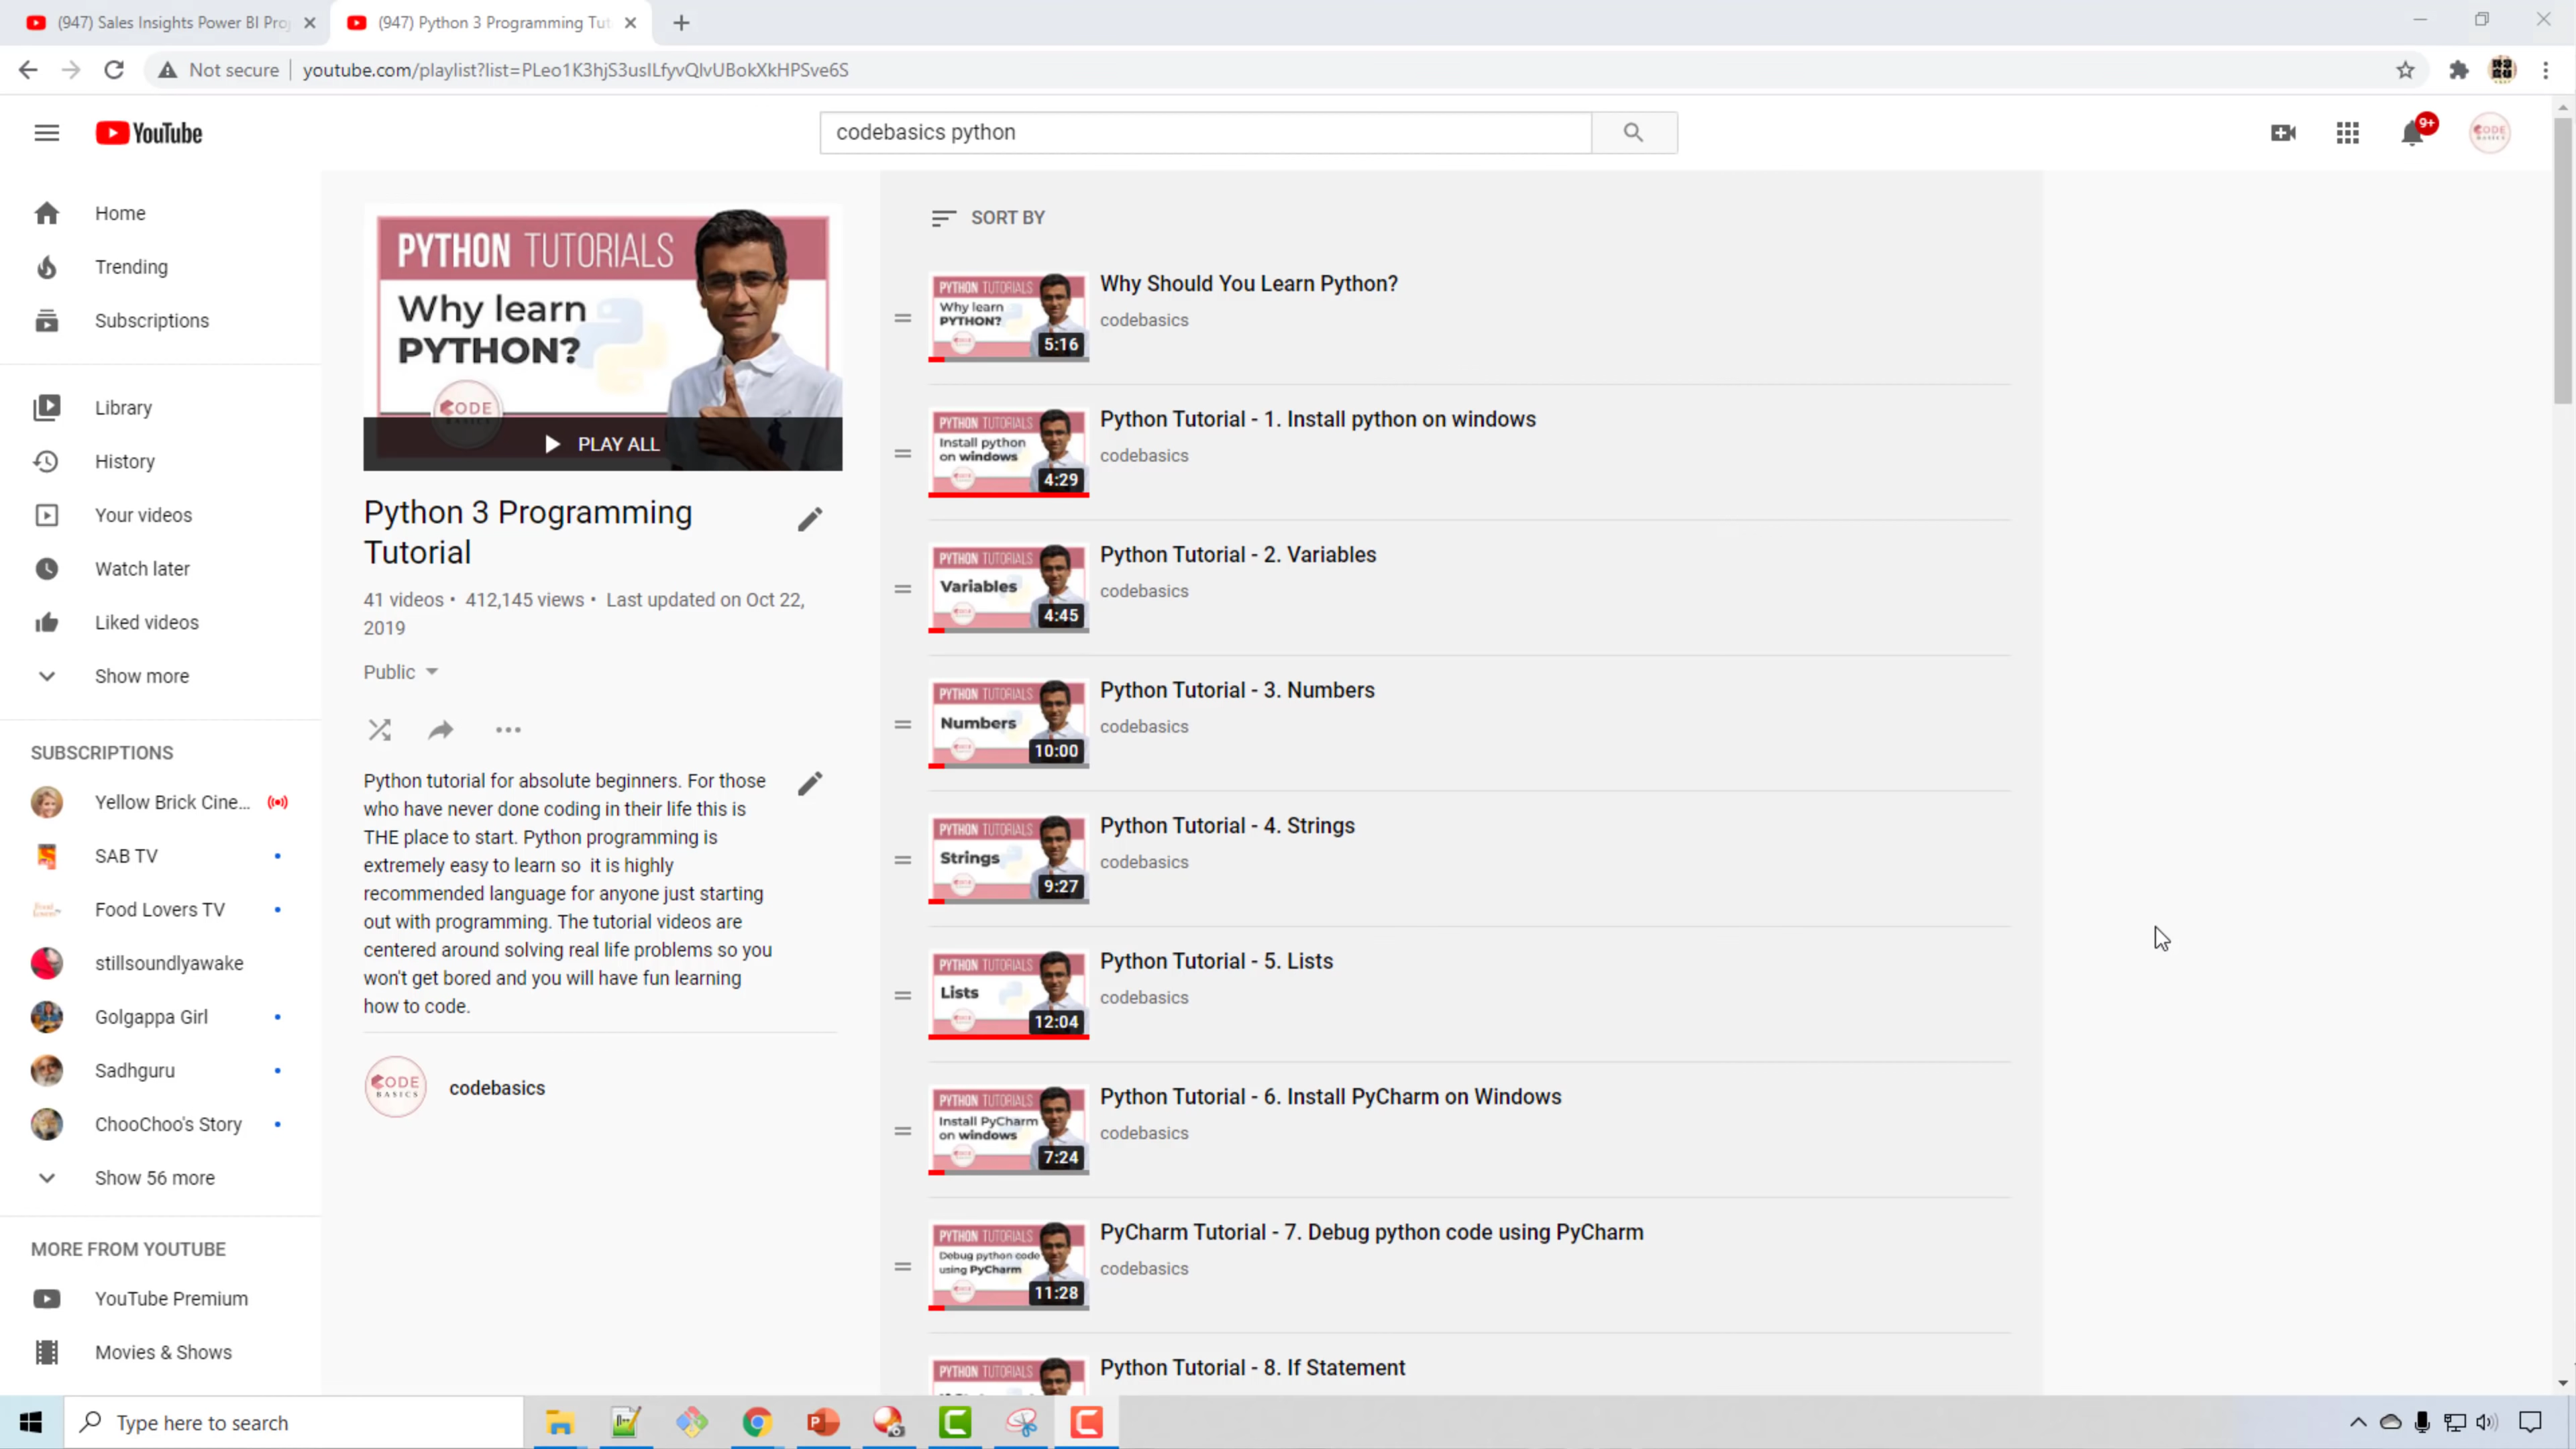 (947) Sales Insights Power BI Proj
(947) Python 3 Programming Tut
Not secure
youtube.com/playlist?list=PLeo1K3hjS3uslLfyvQlvUBokXkHPSve6S
YouTube
codebasics python
9+
CODE
BASICS
Home
Trending
Subscriptions
Library
History
Your videos
Watch later
Liked videos
Show more
SUBSCRIPTIONS
Yellow Brick Cine...
SAB TV
Food Lovers TV
stillsoundlyawake
Golgappa Girl
Sadhguru
ChooChoo's Story
Show 56 more
MORE FROM YOUTUBE
YouTube Premium
Movies & Shows
PYTHON TUTORIALS
Why learn
PYTHON?
CODE
BASICS
PLAY ALL
Python 3 Programming
Tutorial
41 videos • 412,145 views • Last updated on Oct 22,
2019
Public
Python tutorial for absolute beginners. For those
who have never done coding in their life this is
THE place to start. Python programming is
extremely easy to learn so it is highly
recommended language for anyone just starting
out with programming. The tutorial videos are
centered around solving real life problems so you
won't get bored and you will have fun learning
how to code.
CODE
BASICS
codebasics
SORT BY
PYTHON TUTORIALS
Why learn
PYTHON?
5:16
Why Should You Learn Python?
codebasics
PYTHON TUTORIALS
Install python
on windows
4:29
Python Tutorial - 1. Install python on windows
codebasics
PYTHON TUTORIALS
Variables
4:45
Python Tutorial - 2. Variables
codebasics
PYTHON TUTORIALS
Numbers
10:00
Python Tutorial - 3. Numbers
codebasics
PYTHON TUTORIALS
Strings
9:27
Python Tutorial - 4. Strings
codebasics
PYTHON TUTORIALS
Lists
12:04
Python Tutorial - 5. Lists
codebasics
PYTHON TUTORIALS
Install PyCharm
on windows
7:24
Python Tutorial - 6. Install PyCharm on Windows
codebasics
PYTHON TUTORIALS
Debug python code
using PyCharm
11:28
PyCharm Tutorial - 7. Debug python code using PyCharm
codebasics
PYTHON TUTORIALS
Python Tutorial - 8. If Statement
Type here to search